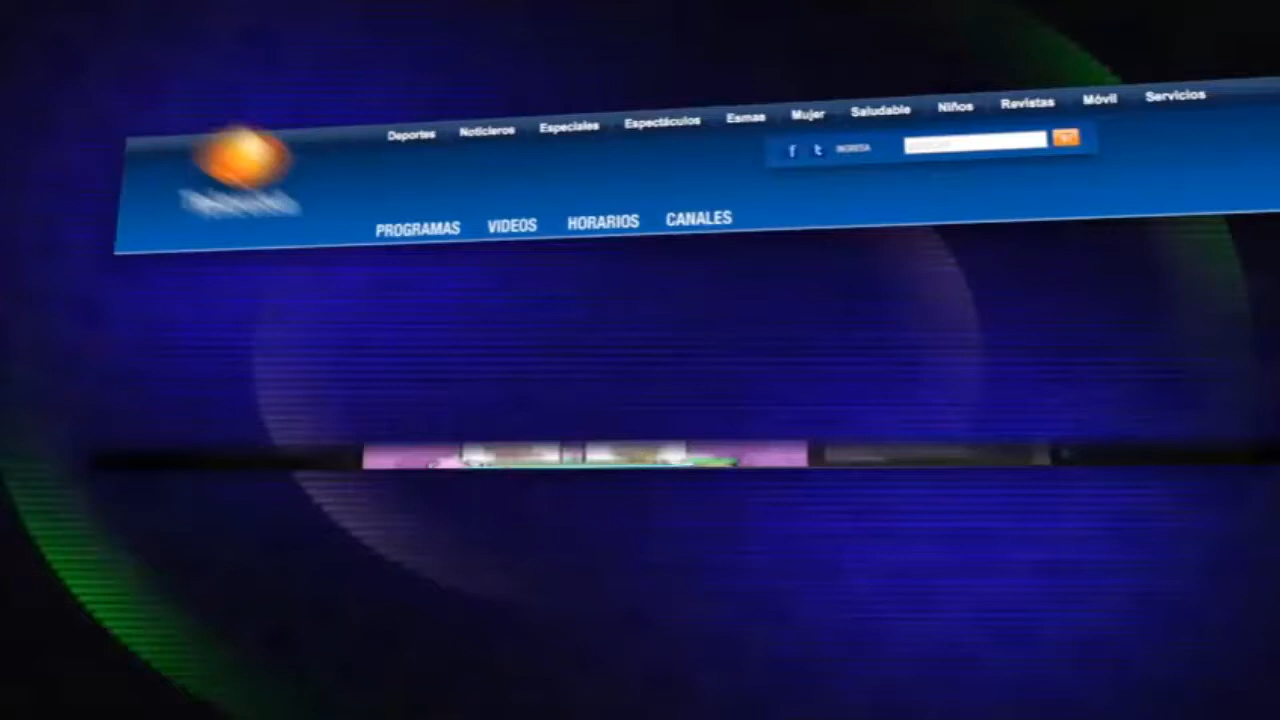 Deportes Noticieros Especiales Espectáculos Esmas Mujer Saludable Niños Revistas Móvil Servicios
f t
PROGRAMAS VIDEOS HORARIOS CANALES